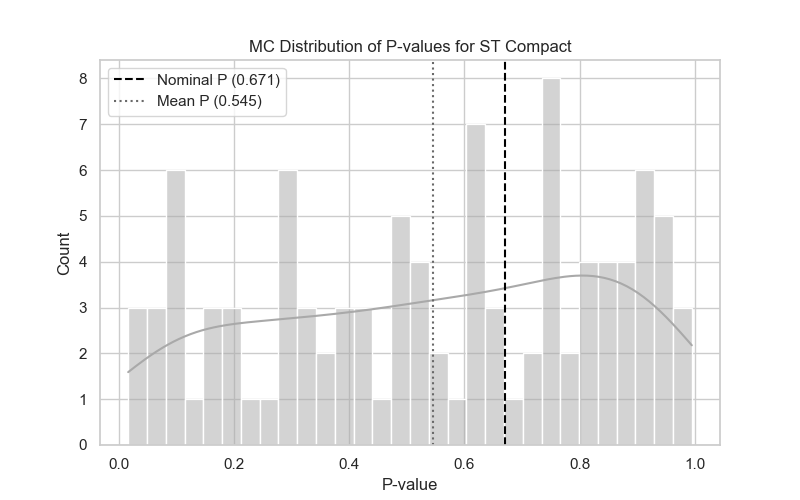 MC Distribution of P-values for ST Compact
Nominal P (0.671)
Mean P (0.545)
8
7
6
5
4
3
2
1
0
Count
0.0 0.2 0.4 0.6 0.8 1.0
P-value